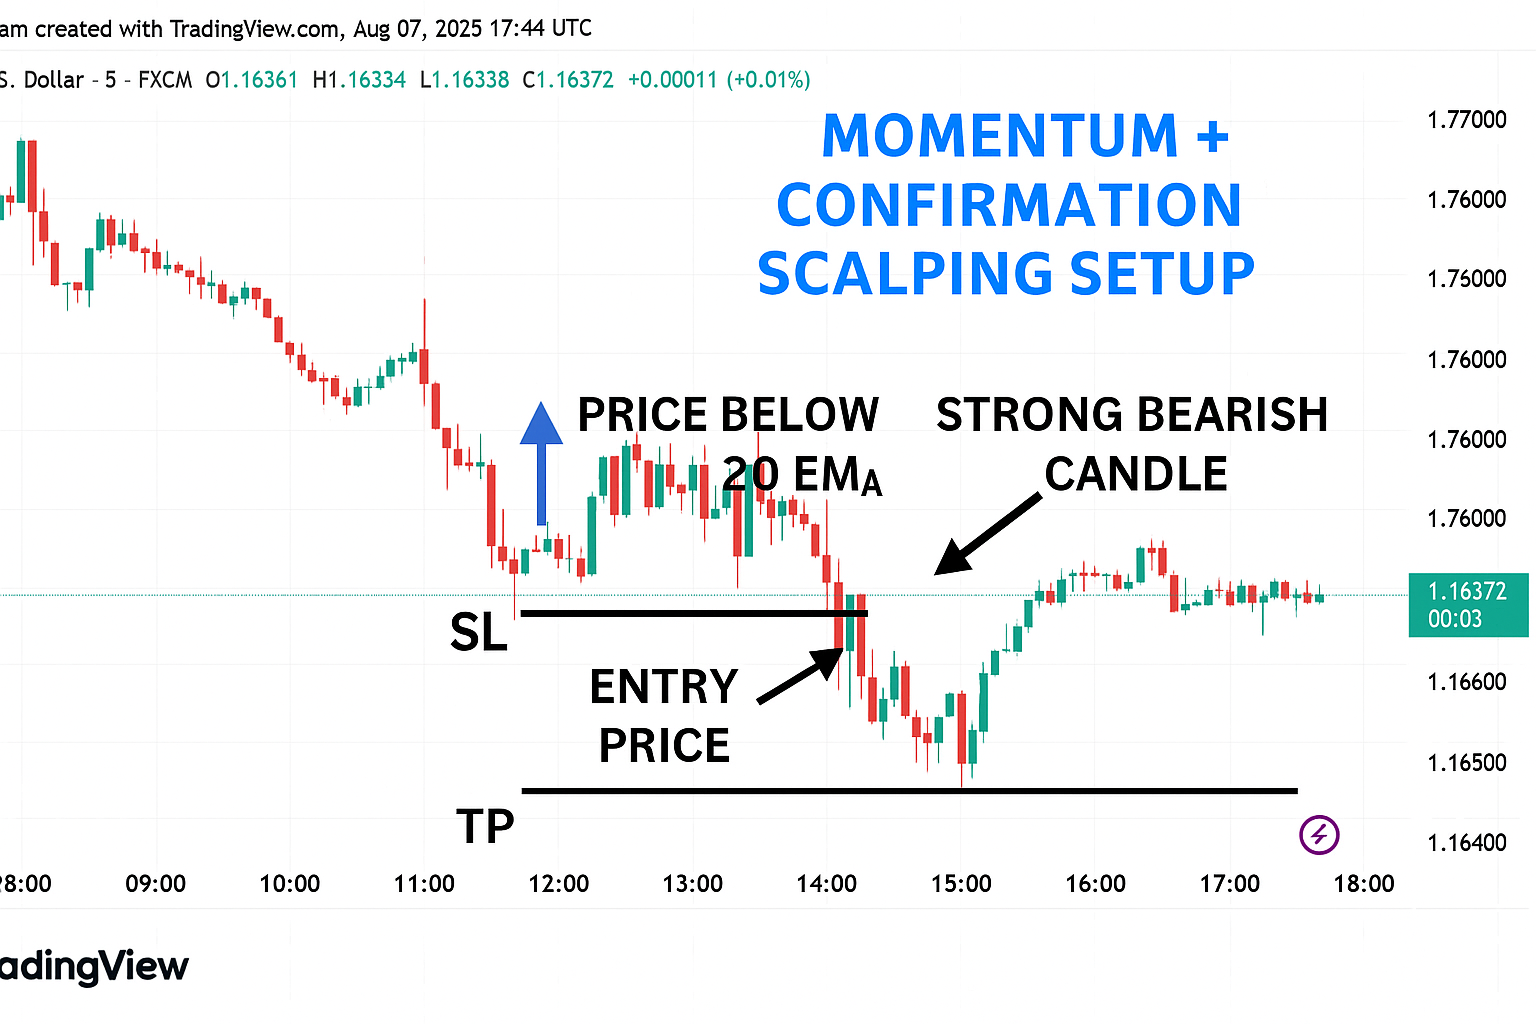 am created with TradingView.com, Aug 07, 2025 17:44 UTC
S. Dollar - 5 - FXCM O1.16361 H1.16334 L1.16338 C1.16372 +0.00011 (+0.01%)
MOMENTUM +
CONFIRMATION
SCALPING SETUP
1.77000
1.76000
1.75000
1.76000
1.76000
1.76000
1.16372
00:03
1.16600
1.16500
1.16400
PRICE BELOW
20 EMA
STRONG BEARISH
CANDLE
SL
ENTRY
PRICE
TP
28:00 09:00 10:00 11:00 12:00 13:00 14:00 15:00 16:00 17:00 18:00
adingView